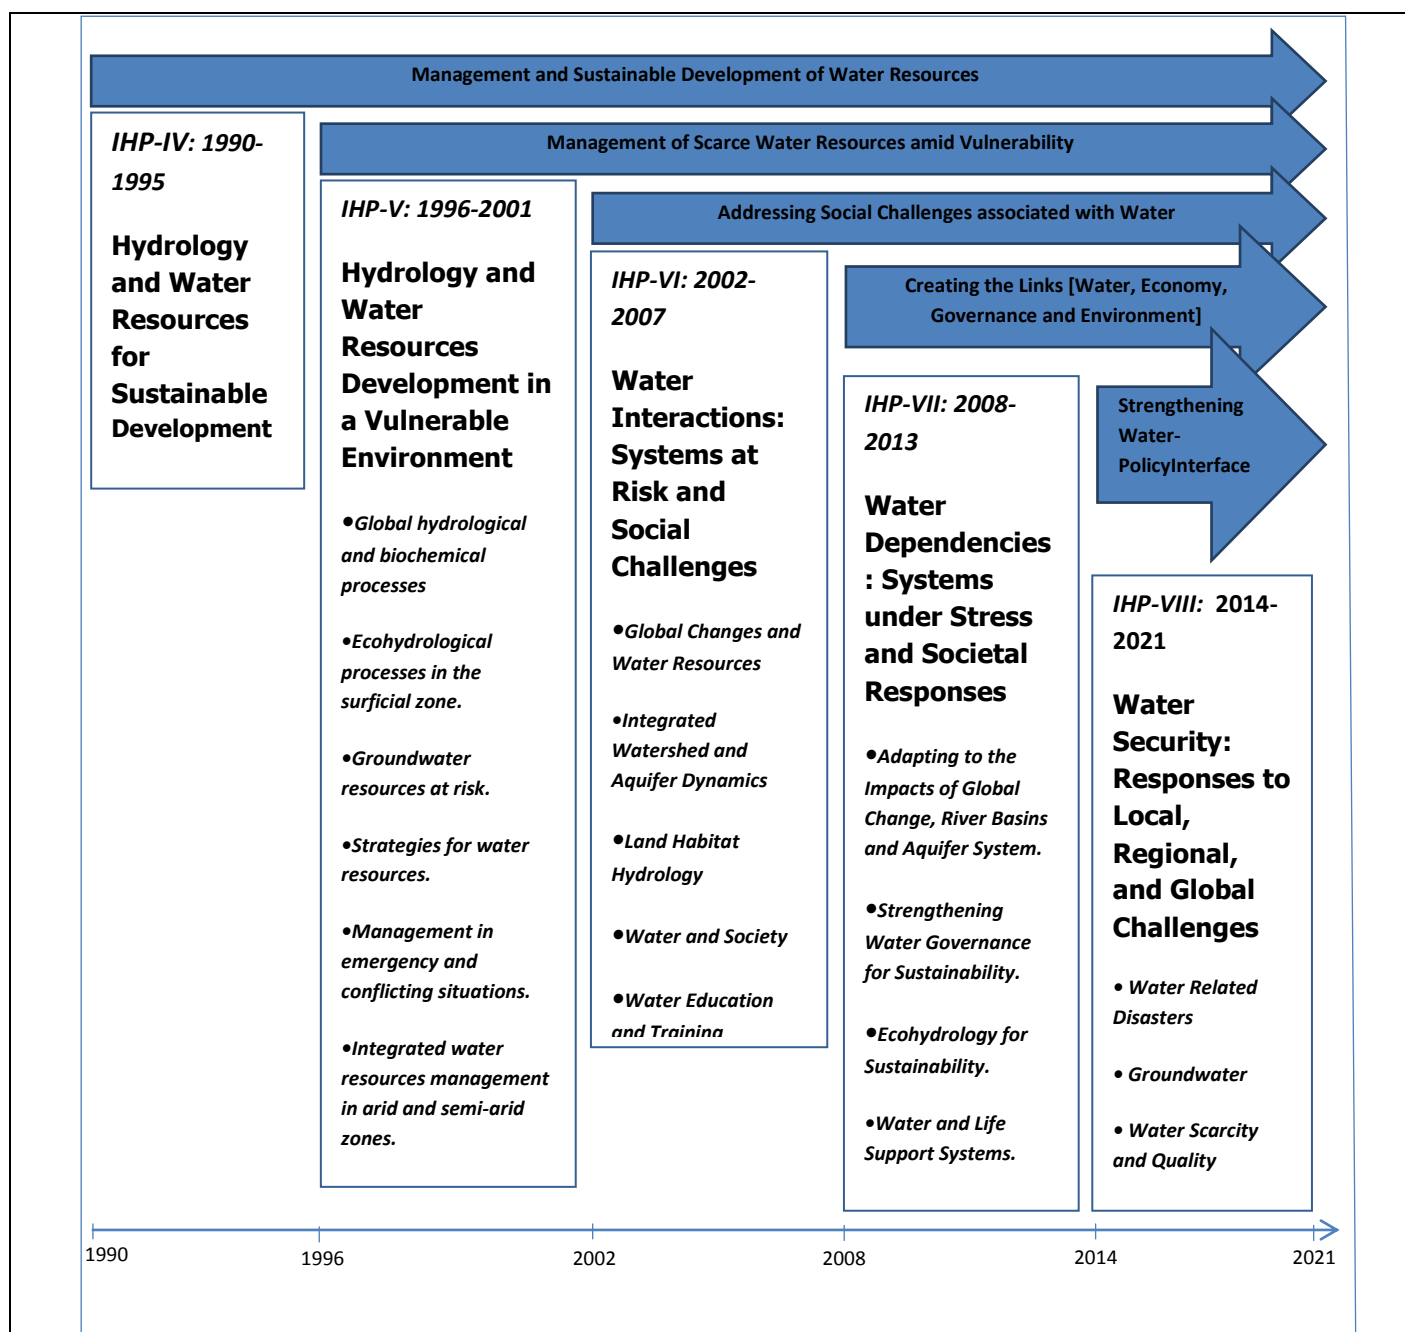 Management and Sustainable Development of Water Resources
IHP-IV: 1990-
1995
Hydrology
and Water
Resources
for
Sustainable
Development
Management of Scarce Water Resources amid Vulnerability
IHP-V: 1996-2001
Hydrology and
Water
Resources
Development in
a Vulnerable
Environment
•Global hydrological
and biochemical
processes
•Ecohydrological
processes in the
surficial zone.
•Groundwater
resources at risk.
•Strategies for water
resources.
•Management in
emergency and
conflicting situations.
•Integrated water
resources management
in arid and semi-arid
zones.
Addressing Social Challenges associated with Water
IHP-VI: 2002-
2007
Water
Interactions:
Systems at
Risk and
Social
Challenges
•Global Changes and
Water Resources
•Integrated
Watershed and
Aquifer Dynamics
•Land Habitat
Hydrology
•Water and Society
•Water Education
and Training
Creating the Links [Water, Economy,
Governance and Environment]
IHP-VII: 2008-
2013
Water
Dependencies
: Systems
under Stress
and Societal
Responses
•Adapting to the
Impacts of Global
Change, River Basins
and Aquifer System.
•Strengthening
Water Governance
for Sustainability.
•Ecohydrology for
Sustainability.
•Water and Life
Support Systems.
Strengthening
Water-
PolicyInterface
IHP-VIII: 2014-
2021
Water
Security:
Responses to
Local,
Regional,
and Global
Challenges
• Water Related
Disasters
• Groundwater
• Water Scarcity
and Quality
1990
1996
2002
2008
2014
2021